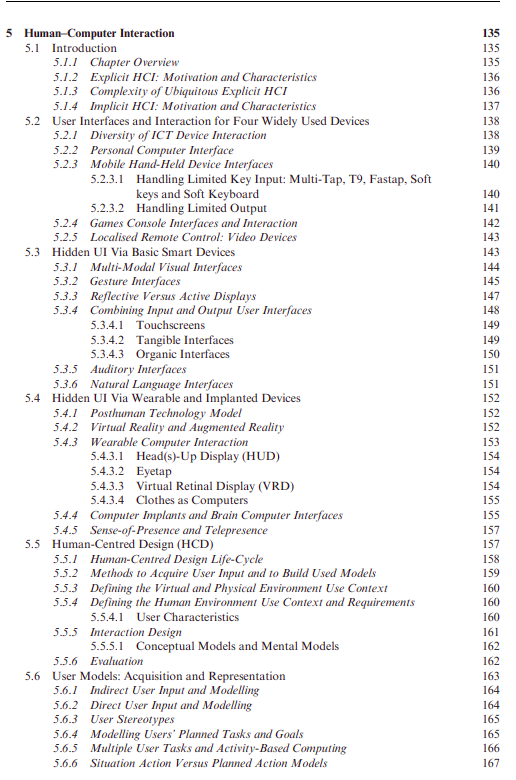 5 Human–Computer Interaction 135
5.1 Introduction 135
5.1.1 Chapter Overview 135
5.1.2 Explicit HCI: Motivation and Characteristics 136
5.1.3 Complexity of Ubiquitous Explicit HCI 136
5.1.4 Implicit HCI: Motivation and Characteristics 137
5.2 User Interfaces and Interaction for Four Widely Used Devices 138
5.2.1 Diversity of ICT Device Interaction 138
5.2.2 Personal Computer Interface 139
5.2.3 Mobile Hand-Held Device Interfaces 140
5.2.3.1 Handling Limited Key Input: Multi-Tap, T9, Fastap, Soft
keys and Soft Keyboard 140
5.2.3.2 Handling Limited Output 141
5.2.4 Games Console Interfaces and Interaction 142
5.2.5 Localised Remote Control: Video Devices 143
5.3 Hidden UI Via Basic Smart Devices 143
5.3.1 Multi-Modal Visual Interfaces 144
5.3.2 Gesture Interfaces 145
5.3.3 Reflective Versus Active Displays 147
5.3.4 Combining Input and Output User Interfaces 148
5.3.4.1 Touchscreens 149
5.3.4.2 Tangible Interfaces 149
5.3.4.3 Organic Interfaces 150
5.3.5 Auditory Interfaces 151
5.3.6 Natural Language Interfaces 151
5.4 Hidden UI Via Wearable and Implanted Devices 152
5.4.1 Posthuman Technology Model 152
5.4.2 Virtual Reality and Augmented Reality 152
5.4.3 Wearable Computer Interaction 153
5.4.3.1 Head(s)-Up Display (HUD) 154
5.4.3.2 Eyetap 154
5.4.3.3 Virtual Retinal Display (VRD) 154
5.4.3.4 Clothes as Computers 155
5.4.4 Computer Implants and Brain Computer Interfaces 155
5.4.5 Sense-of-Presence and Telepresence 157
5.5 Human-Centred Design (HCD) 157
5.5.1 Human-Centred Design Life-Cycle 158
5.5.2 Methods to Acquire User Input and to Build Used Models 159
5.5.3 Defining the Virtual and Physical Environment Use Context 160
5.5.4 Defining the Human Environment Use Context and Requirements 160
5.5.4.1 User Characteristics 160
5.5.5 Interaction Design 161
5.5.5.1 Conceptual Models and Mental Models 162
5.5.6 Evaluation 162
5.6 User Models: Acquisition and Representation 163
5.6.1 Indirect User Input and Modelling 164
5.6.2 Direct User Input and Modelling 164
5.6.3 User Stereotypes 165
5.6.4 Modelling Users' Planned Tasks and Goals 165
5.6.5 Multiple User Tasks and Activity-Based Computing 166
5.6.6 Situation Action Versus Planned Action Models 167